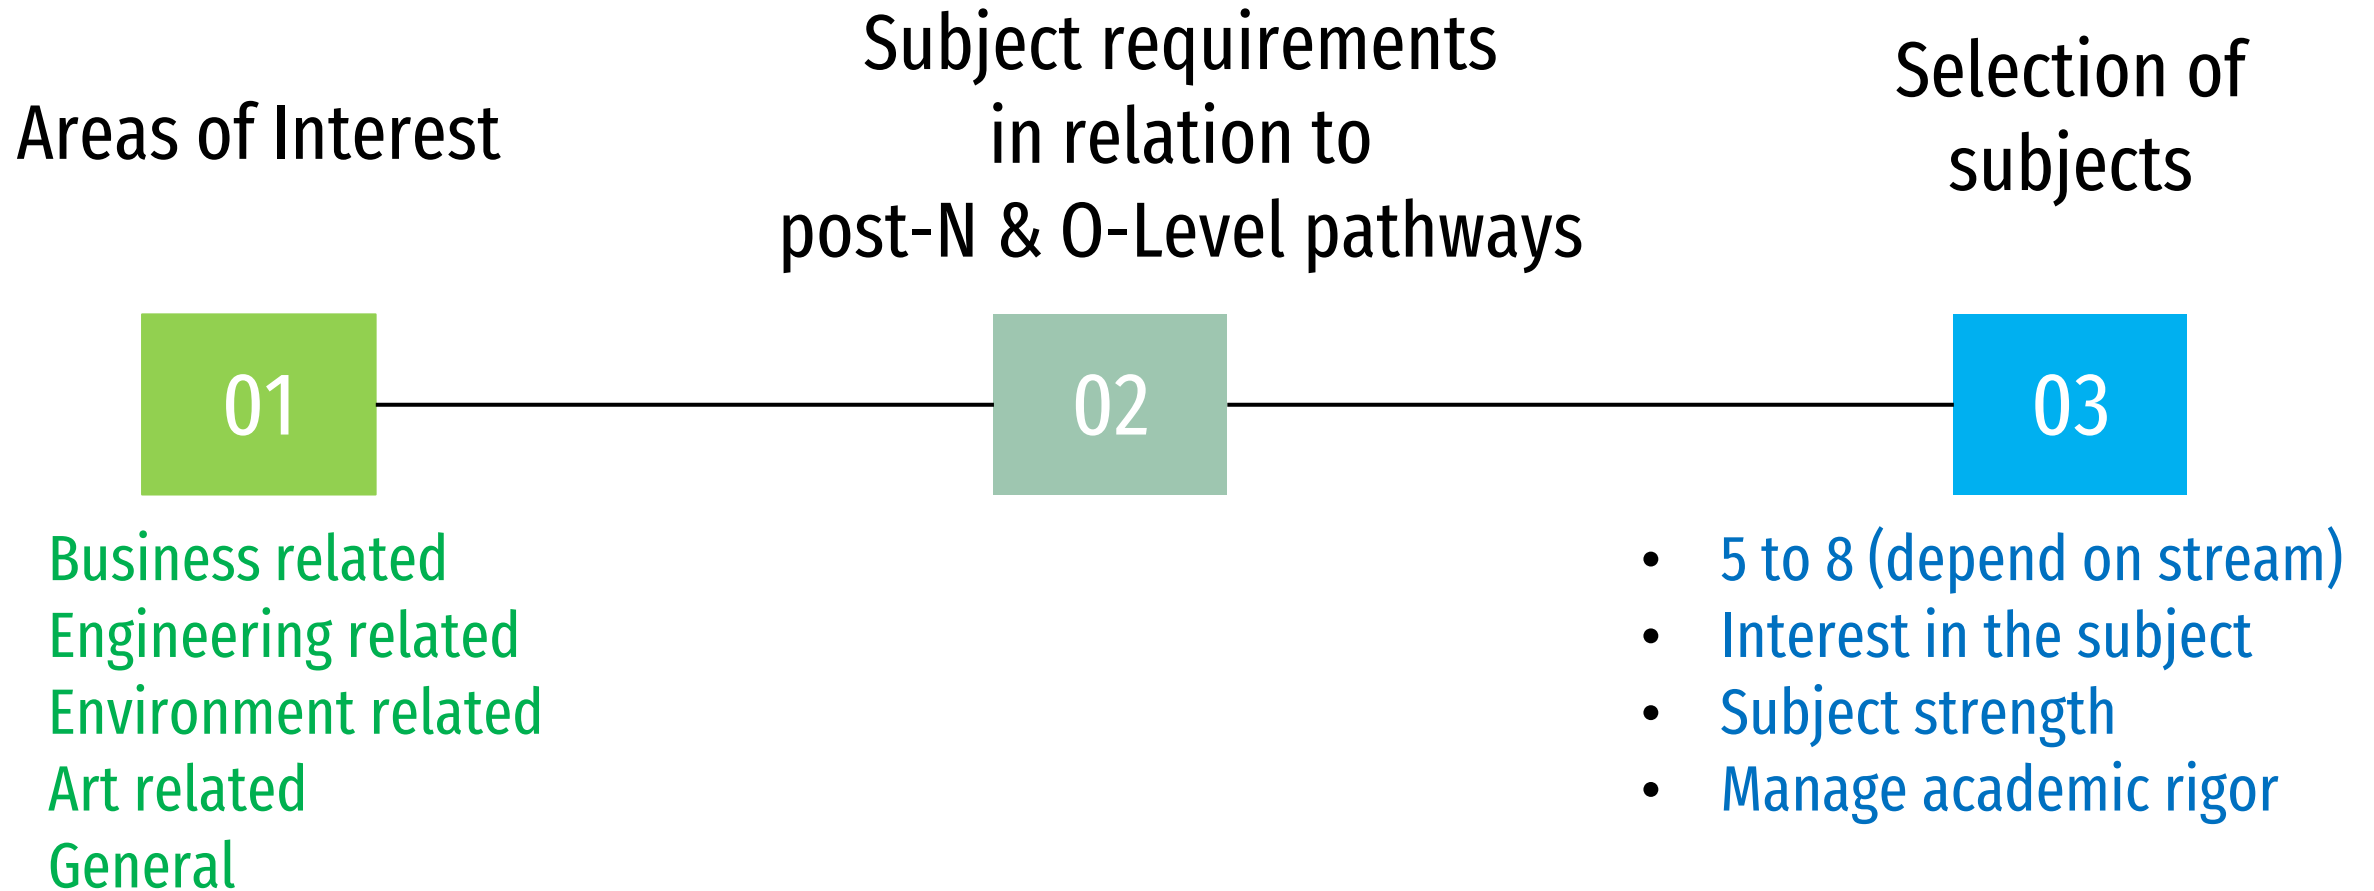 Areas of Interest
01
Business related
Engineering related
Environment related
Art related
General
Subject requirements
in relation to
post-N & O-Level pathways
02
Selection of
subjects
03
• 5 to 8 (depend on stream)
• Interest in the subject
• Subject strength
• Manage academic rigor